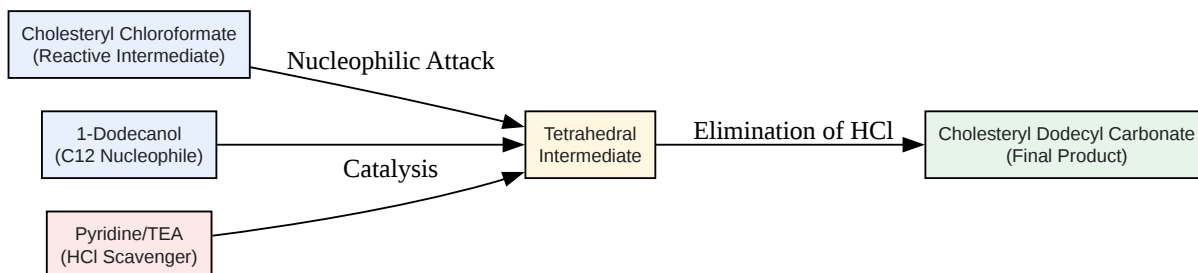 Cholesteryl Chloroformate
(Reactive Intermediate)
Nucleophilic Attack
1-Dodecanol
(C12 Nucleophile)
Catalysis
Pyridine/TEA
(HCl Scavenger)
Tetrahedral
Intermediate
Elimination of HCl
Cholesteryl Dodecyl Carbonate
(Final Product)